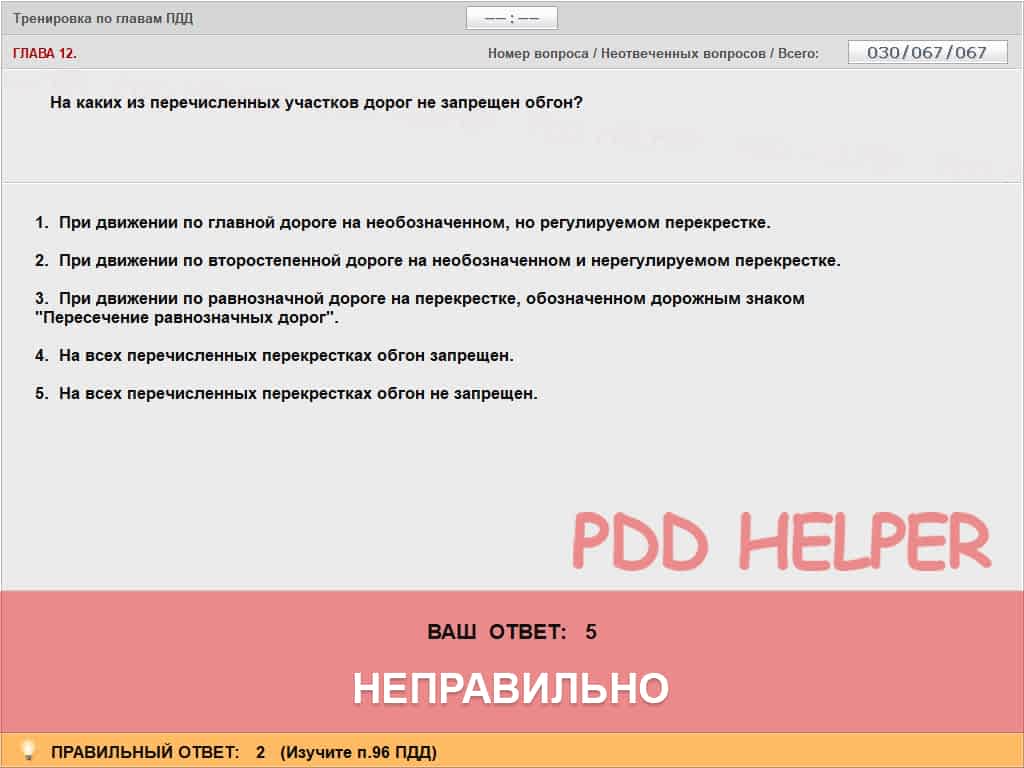 Тренировка по главам ПДД
—— : ——
ГЛАВА 12.
Номер вопроса / Неотвеченных вопросов / Всего:
030/067/067
На каких из перечисленных участков дорог не запрещен обгон?
1. При движении по главной дороге на необозначенном, но регулируемом перекрестке.
2. При движении по второстепенной дороге на необозначенном и нерегулируемом перекрестке.
3. При движении по равнозначной дороге на перекрестке, обозначенном дорожным знаком
"Пересечение равнозначных дорог".
4. На всех перечисленных перекрестках обгон запрещен.
5. На всех перечисленных перекрестках обгон не запрещен.
PDD HELPER
ВАШ ОТВЕТ: 5
НЕПРАВИЛЬНО
ПРАВИЛЬНЫЙ ОТВЕТ: 2 (Изучите п.96 ПДД)